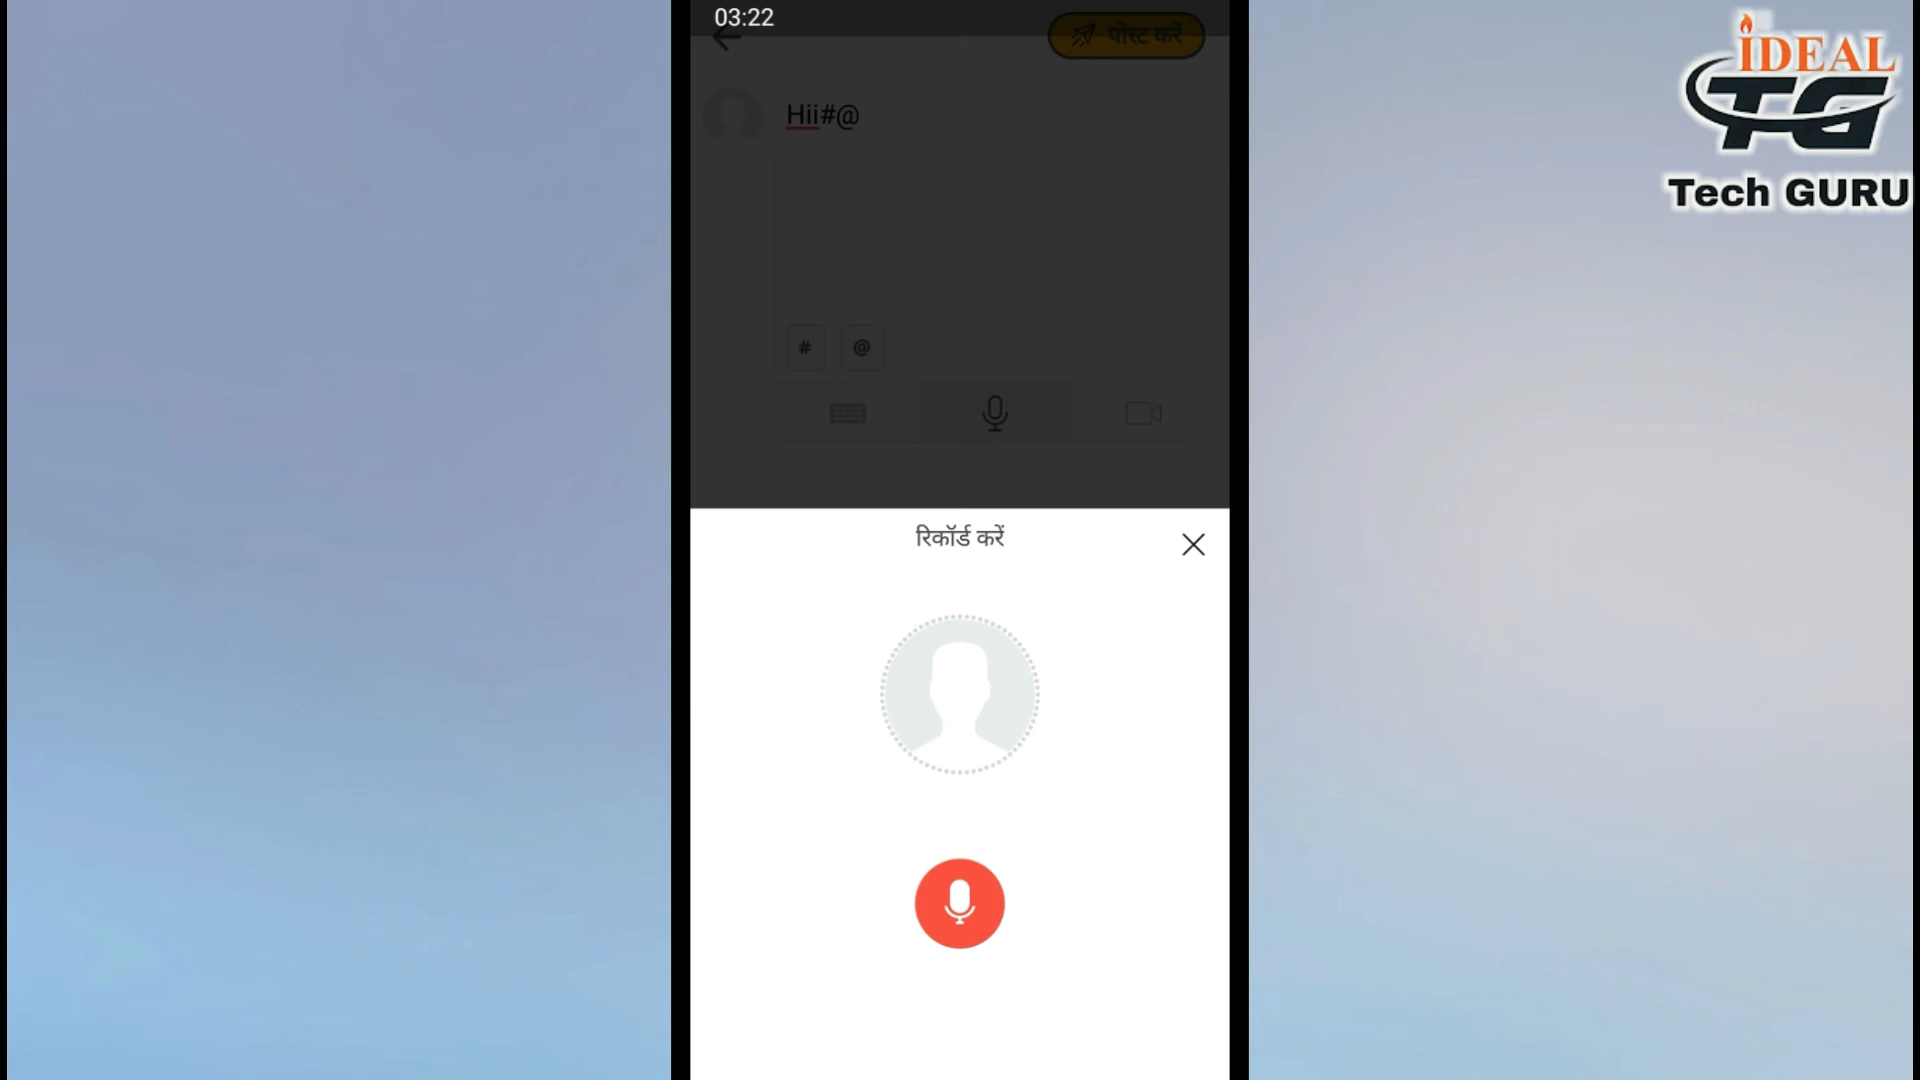 03:22
पोस्ट करें
Hii#@
# @
रिकॉर्ड करें
iDEAL
TG
Tech GURU